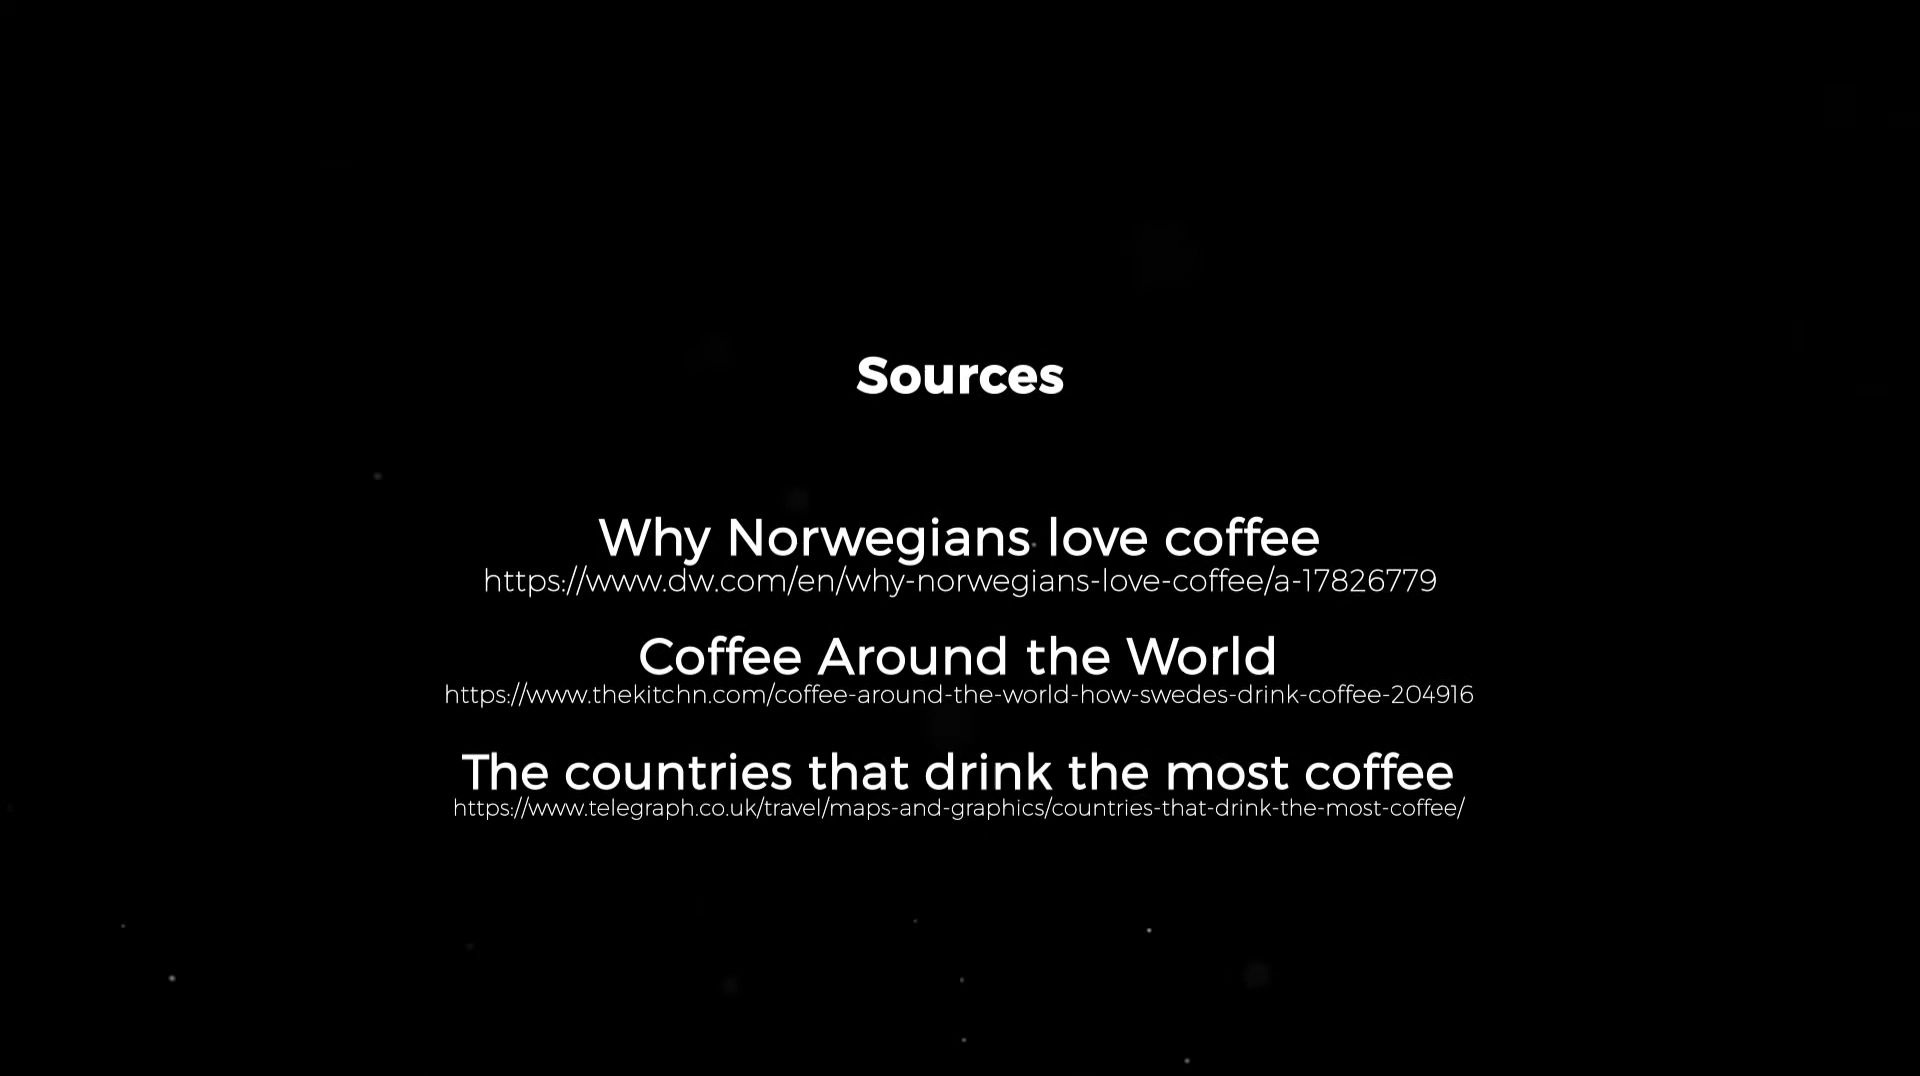 Sources
Why Norwegians love coffee
https://www.dw.com/en/why-norwegians-love-coffee/a-17826779
Coffee Around the World
https://www.thekitchn.com/coffee-around-the-world-how-swedes-drink-coffee-204916
The countries that drink the most coffee
https://www.telegraph.co.uk/travel/maps-and-graphics/countries-that-drink-the-most-coffee/